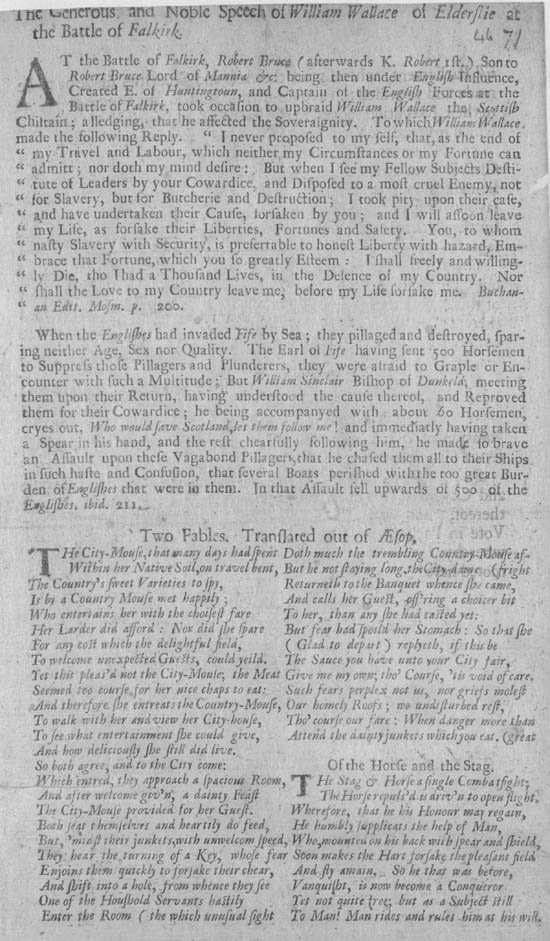 The Generous, and Noble Speech of William Wallace of Elderslie at
the Battle of Falkirk.
46 71
AT the Battle of Falkirk, Robert Bruce (afterwards K. Robert 1st.) Son to
Robert Bruce Lord of Mannia &c: being then under English Influence,
Created E. of Huntingtoun, and Captain of the English Forces at the
Battle of Falkirk, took occasion to upbraid William Wallace the Scottish
Chiftain; alledging, that he affected the Soveraignity. To which William Wallace
made the following Reply. “ I never proposed to my self, that, as the end of
“ my Travel and Labour, which neither my Circumstances or my Fortune can
“ admitt; nor doth my mind desire: But when I see my Fellow Subjects Desti-
“ tute of Leaders by your Cowardice, and Disposed to a most cruel Enemy, not
“ for Slavery, but for Butcherie and Destruction; I took pity upon their case,
“ and have undertaken their Cause, forsaken by you; and I will assoon leave
“ my Life, as forsake their Liberties, Fortunes and Safety. You, to whom
“ nasty Slavery with Security, is preferrable to honest Liberty with hazard, Em-
“ brace that Fortune, which you so greatly Esteem: I shall freely and willing-
“ ly Die, tho I had a Thousand Lives, in the Defence of my Country. Nor
“ shall the Love to my Country leave me, before my Life forsake me. Buchan-
“ an Edit. Mosm. p. 200.
When the Englishes had invaded Fife by Sea; they pillaged and destroyed, spar-
ing neither Age, Sex nor Quality. The Earl of Fife having sent 500 Horsemen
to Suppress those Pillagers and Plunderers, they were afraid to Graple or En-
counter with such a Multitude; But William Sinclair Bishop of Dunkeld, meeting
them upon their Return, having understood the cause thereof, and Reproved
them for their Cowardice; he being accompanyed with about 60 Horsemen,
cryes out, Who would save Scotland, let them follow me! and immediatly having taken
a Spear in his hand, and the rest chearfully following him, he made so brave
an Assault upon these Vagabond Pillagers, that he chased them all to their Ships
in such haste and Confusion, that several Boats perished with the too great Bur-
den of Englishes that were in them. In that Assault fell upwards of 500 of the
Englishes. ibid. 211.
Two Fables, Translated out of Æsop,
THe City-Mouse, that many days had spent
Within her Native Soil, on travel bent,
The Country's sweet Varieties to spy,
Is by a Country Mouse met happily;
Who entertains her with the choisest fare
Her Larder did afford: Nor did she spare
For any cost which the delightful field,
To welcome unexpected Guests, could yeild.
Yet this pleas'd not the City-Mouse; the Meat
Seemed too course, for her nice chaps to eat:
And therefore she entreats the Country-Mouse,
To walk with her and view her City-house,
To see what entertainment she could give,
And how deliciously she still did live.
So both agree, and to the City come:
Which entred, they approach a spacious Room,
And after welcome giv'n, a dainty Feast
The City-Mouse provided for her Guest.
Both seat themselves and heartily do feed,
But, 'midst their junkets, with unwelcom speed,
They hear the turning of a Key, whose fear
Enjoins them quickly to forsake their chear,
And shift into a hole, from whence they see
One of the Houshold Servants hastily
Enter the Room (the which unusual sight
Doth much the trembling Country-Mouse af-
But he not staying long, the City-dame (fright
Returneth to the Banquet whence she came,
And calls her Guest, off'ring a choicer bit
To her, than any she had tasted yet:
But fear had spoild her Stomach: So that she
(Glad to depart) replyeth, if this be
The Sauce you have unto your City fair,
Give me my own; tho' Course, 'tis void of care.
Such fears perplex not us, nor griefs molest
Our homely Roofs; we undisturbed rest,
Tho' course our fare: When danger more than
Attend the dainty junkets which you eat. (great
Of the Horse and the Stag.
THe Stag & Horse a single Combat fight;
The Horse repuls'd is driv'n to open flight,
Wherefore, that he his Honour may regain,
He humbly supplicats the help of Man,
Who, mounted on his back with spear and shield,
Soon makes the Hart forsake the pleasant field
And fly amain. So he that was before,
Vanquisht, is now become a Conqueror
Yet not quite free; but as a Subject still
To Man! Man rides and rules him at his will.